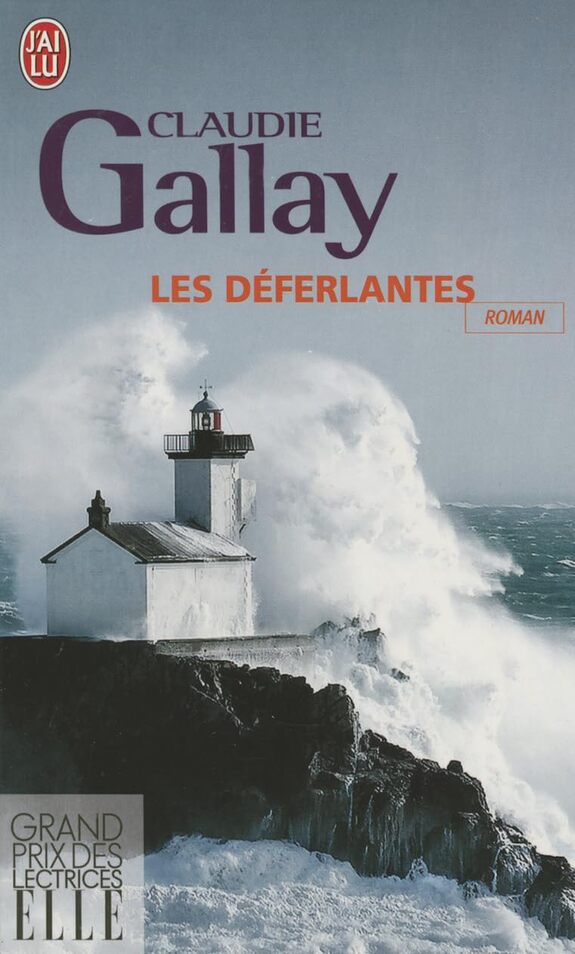 J'AI
LU
CLAUDIE
Gallay
LES DÉFERLANTES
ROMAN
GRAND
PRIX DES
LECTRICES
ELLE